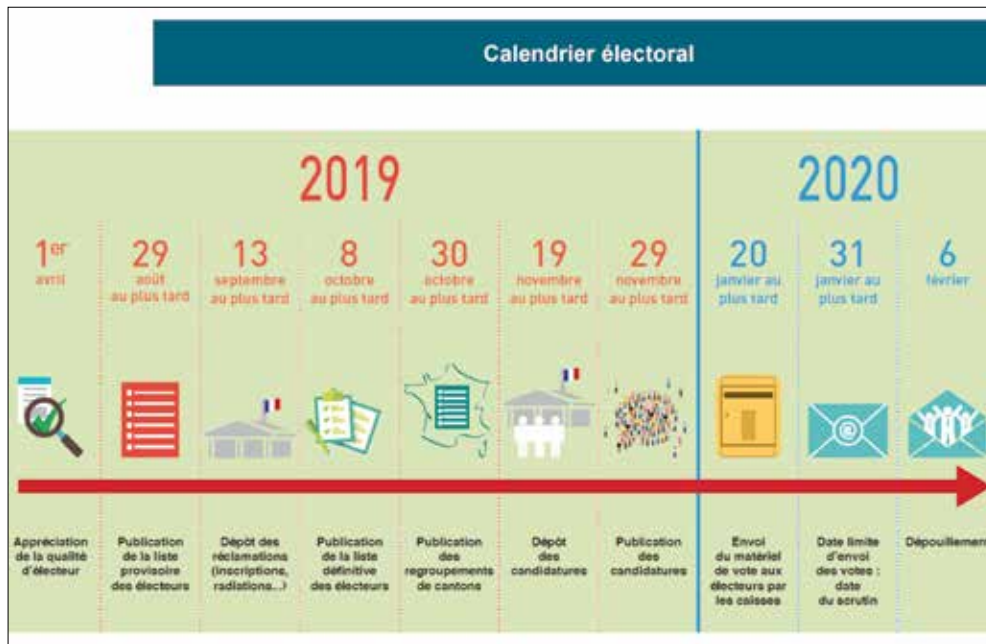 Calendrier électoral
2019
2020
1er
avril
29
août
au plus tard
13
septembre
au plus tard
8
octobre
au plus tard
30
octobre
au plus tard
19
novembre
au plus tard
29
novembre
au plus tard
20
janvier au
plus tard
31
janvier au
plus tard
6
février
@
Appréciation
de la qualité
d'électeur
Publication
de la liste
provisoire
des électeurs
Dépôt des
réclamations
(inscriptions,
radiations...)
Publication
de la liste
définitive
des électeurs
Publication
des
regroupements
de cantons
Dépôt
des
candidatures
Publication
des
candidatures
Envoi
du matériel
de vote aux
électeurs par
les caisses
Date limite
d'envoi
des votes :
date
du scrutin
Dépouillement